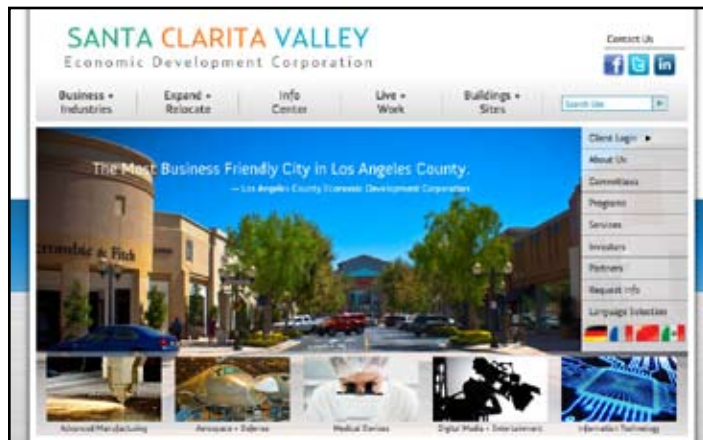 SANTA CLARITA VALLEY
Economic Development Corporation
Contact Us
Business +
Industries
Expand +
Relocate
Info
Center
Live +
Work
Buildings +
Sites
Search Site
The Most Business Friendly City in Los Angeles County.
— Los Angeles County Economic Development Corporation
Abercrombie & Fitch
Client Login
About Us
Committees
Programs
Services
Investors
Partners
Request Info
Language Selection
Advanced Manufacturing
Aerospace + Defense
Medical Devices
Digital Media + Entertainment
Information Technology